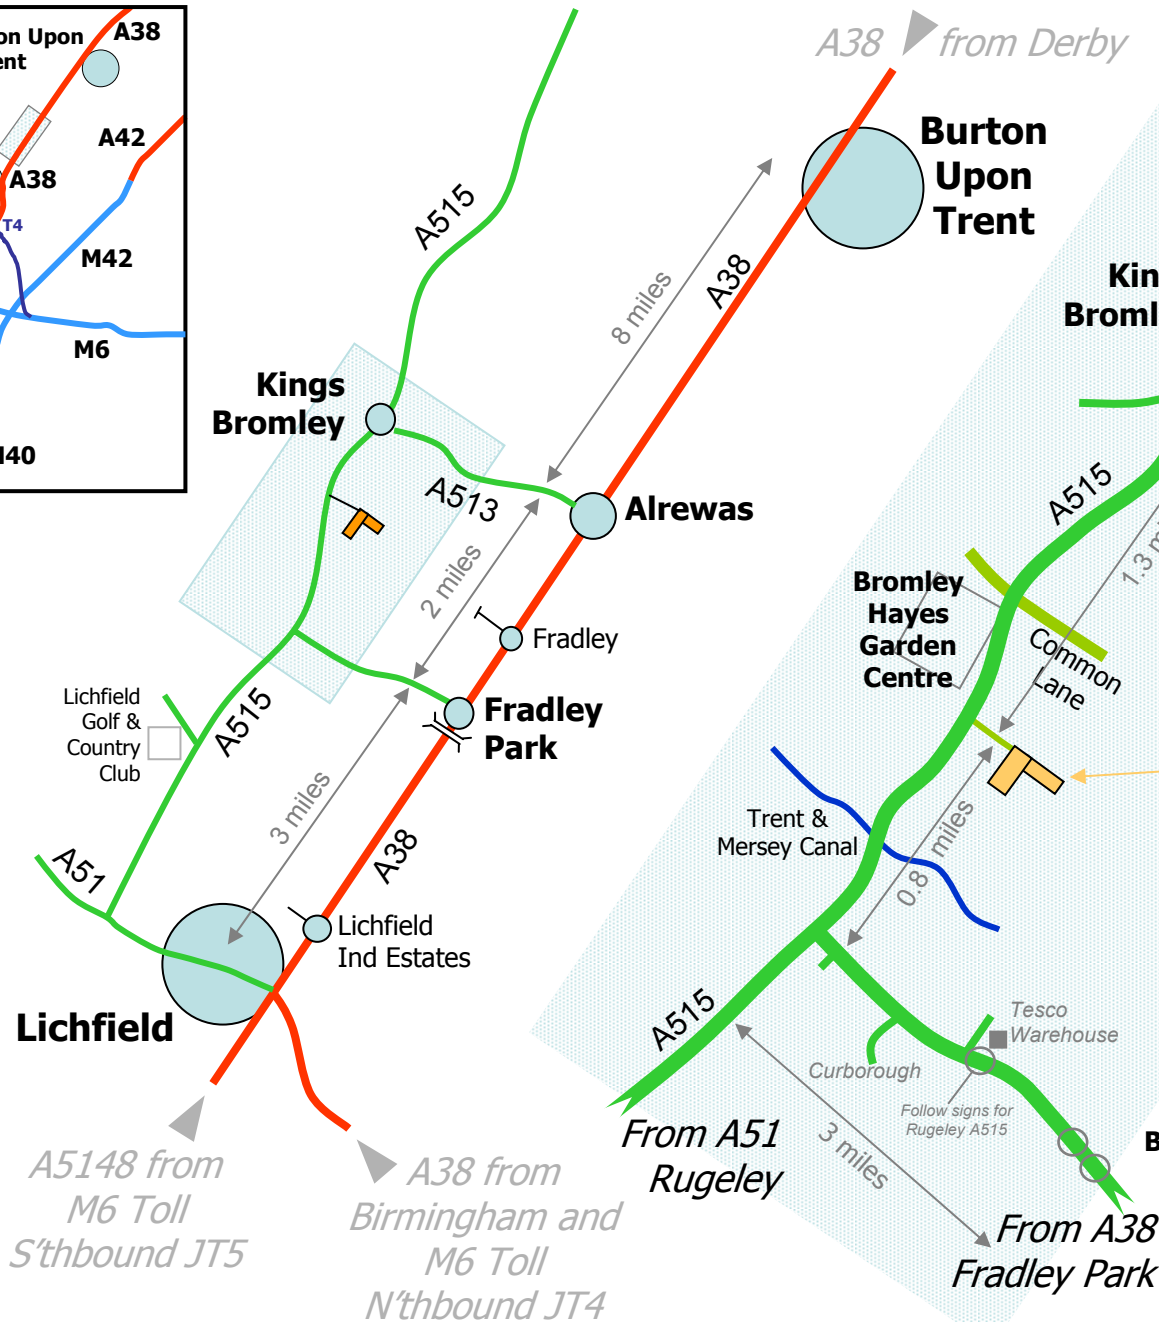 on Upon
ent
A38
A42
A38
T4
M42
M6
A38
from Derby
Burton
Upon
Trent
A515
A38
8 miles
Kings
Bromley
A513
Alrewas
2 miles
Fradley
Lichfield
Golf &
Country
Club
A515
Fradley
Park
3 miles
A38
A51
Lichfield
Ind Estates
Lichfield
A5148 from
M6 Toll
S'thbound JT5
A38 from
Birmingham and
M6 Toll
N'thbound JT4
Kin
Broml
A515
1.3 mi
Bromley
Hayes
Garden
Centre
Common
Lane
Trent &
Mersey Canal
0.8 miles
A515
Tesco
Warehouse
Curborough
Follow signs for
Rugeley A515
From A51
Rugeley
3 miles
B
From A38
Fradley Park